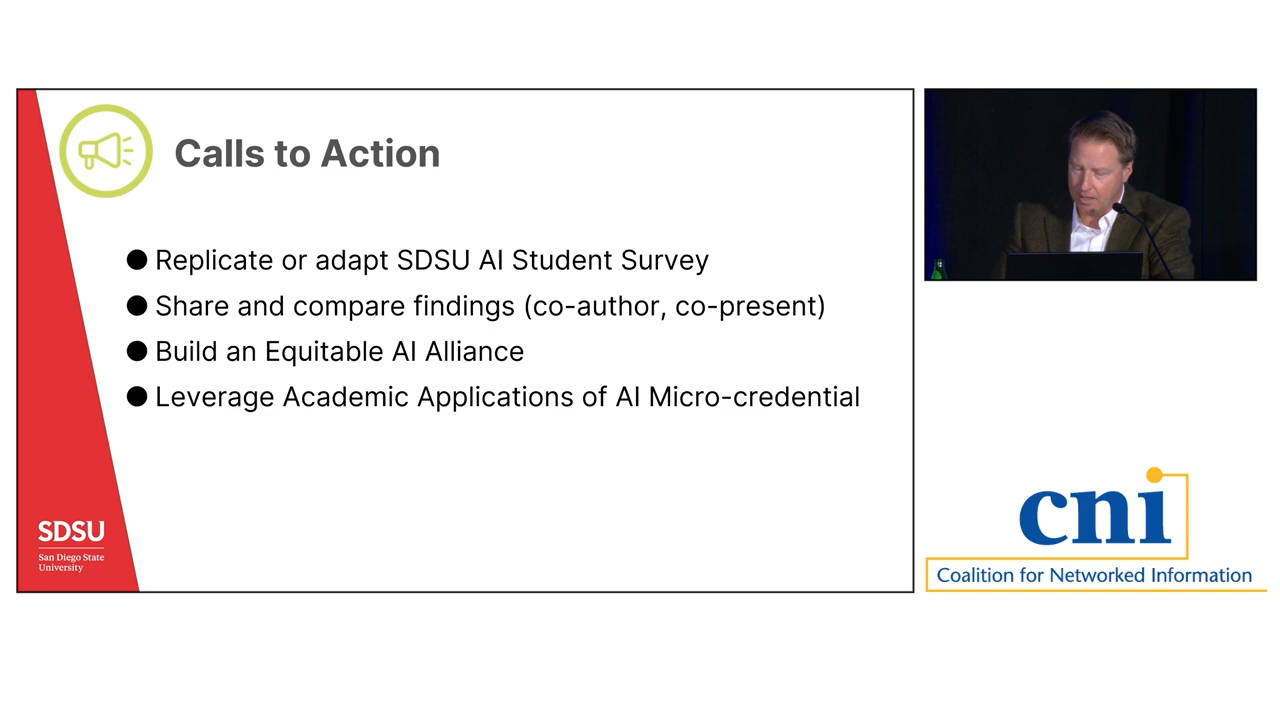 Calls to Action
● Replicate or adapt SDSU AI Student Survey
● Share and compare findings (co-author, co-present)
● Build an Equitable AI Alliance
● Leverage Academic Applications of AI Micro-credential
SDSU
San Diego State
University
cni
Coalition for Networked Information